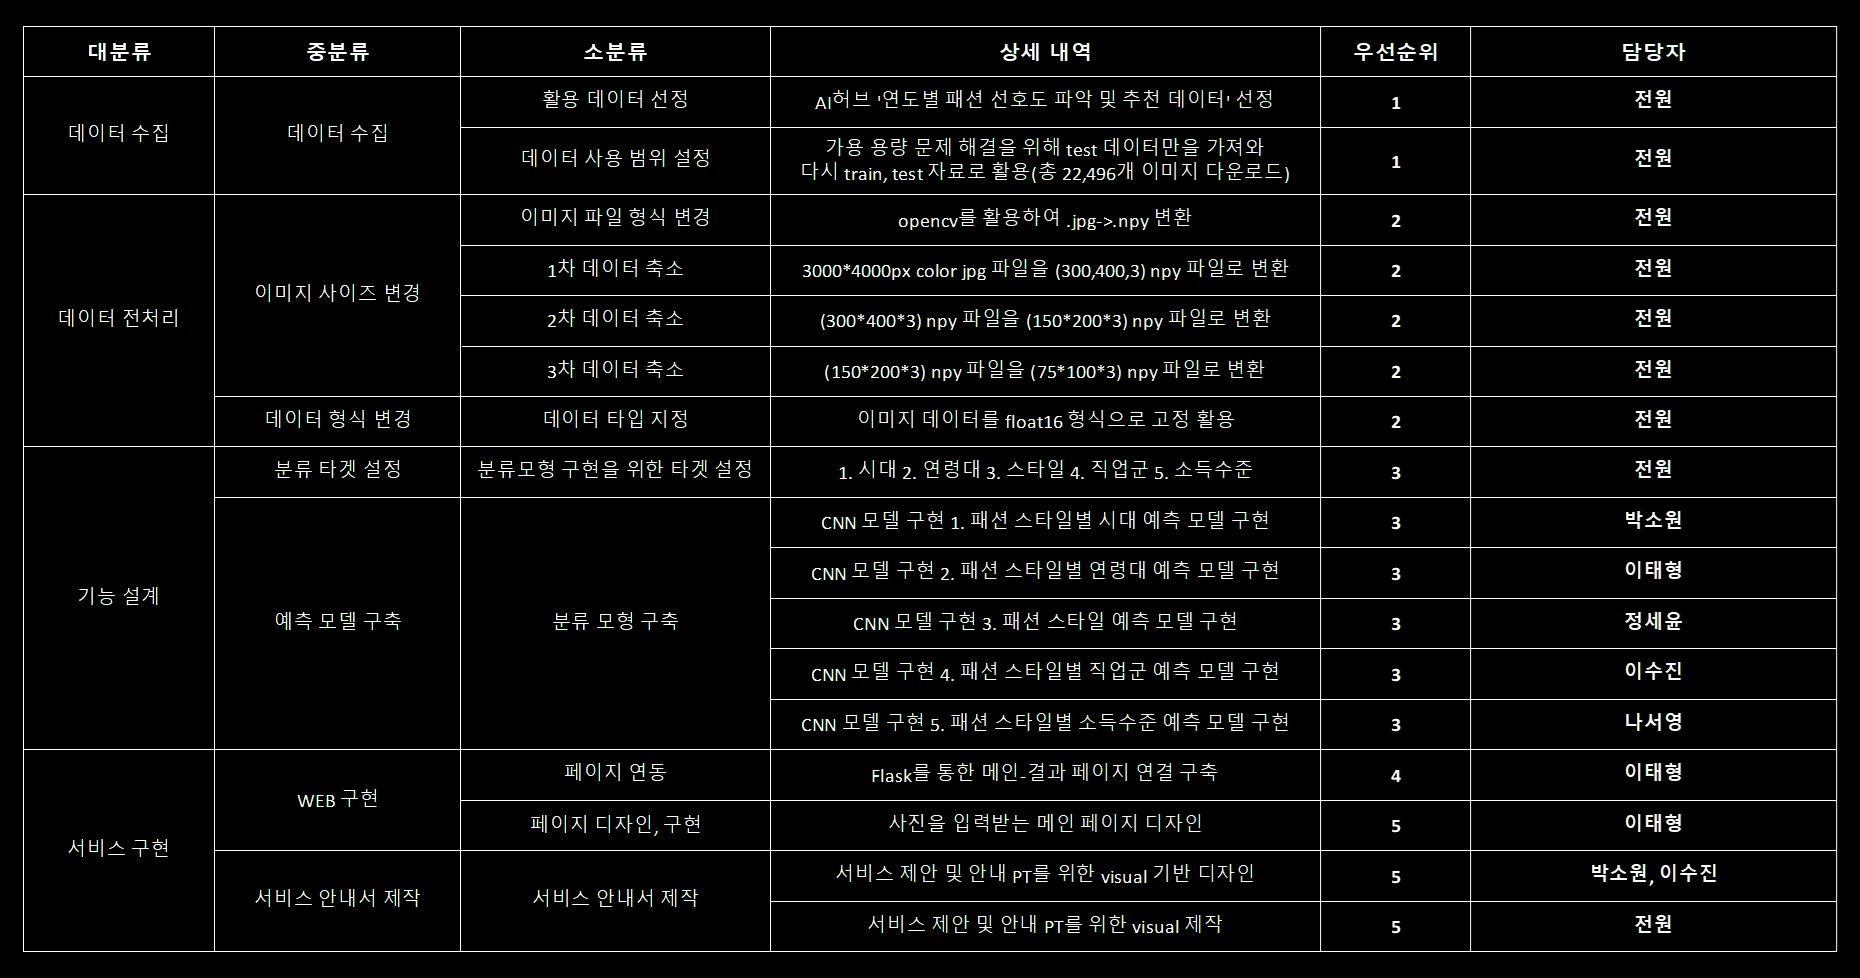 대분류 중분류 소분류 상세 내역 우선순위 담당자
데이터 수집 데이터 수집 활용 데이터 선정 AI허브 '연도별 패션 선호도 파악 및 추천 데이터' 선정 1 전원
데이터 사용 범위 설정 가용 용량 문제 해결을 위해 test 데이터만을 가져와
다시 train, test 자료로 활용(총 22,496개 이미지 다운로드) 1 전원
데이터 전처리 이미지 사이즈 변경 이미지 파일 형식 변경 opencv를 활용하여 .jpg->.npy 변환 2 전원
1차 데이터 축소 3000*4000px color jpg 파일을 (300,400,3) npy 파일로 변환 2 전원
2차 데이터 축소 (300*400*3) npy 파일을 (150*200*3) npy 파일로 변환 2 전원
3차 데이터 축소 (150*200*3) npy 파일을 (75*100*3) npy 파일로 변환 2 전원
데이터 형식 변경 데이터 타입 지정 이미지 데이터를 float16 형식으로 고정 활용 2 전원
기능 설계 분류 타겟 설정 분류모형 구현을 위한 타겟 설정 1. 시대 2. 연령대 3. 스타일 4. 직업군 5. 소득수준 3 전원
예측 모델 구축 분류 모형 구축 CNN 모델 구현 1. 패션 스타일별 시대 예측 모델 구현 3 박소원
CNN 모델 구현 2. 패션 스타일별 연령대 예측 모델 구현 3 이태형
CNN 모델 구현 3. 패션 스타일 예측 모델 구현 3 정세윤
CNN 모델 구현 4. 패션 스타일별 직업군 예측 모델 구현 3 이수진
CNN 모델 구현 5. 패션 스타일별 소득수준 예측 모델 구현 3 나서영
서비스 구현 WEB 구현 페이지 연동 Flask를 통한 메인-결과 페이지 연결 구축 4 이태형
페이지 디자인, 구현 사진을 입력받는 메인 페이지 디자인 5 이태형
서비스 안내서 제작 서비스 안내서 제작 서비스 제안 및 안내 PT를 위한 visual 기반 디자인 5 박소원, 이수진
서비스 제안 및 안내 PT를 위한 visual 제작 5 전원